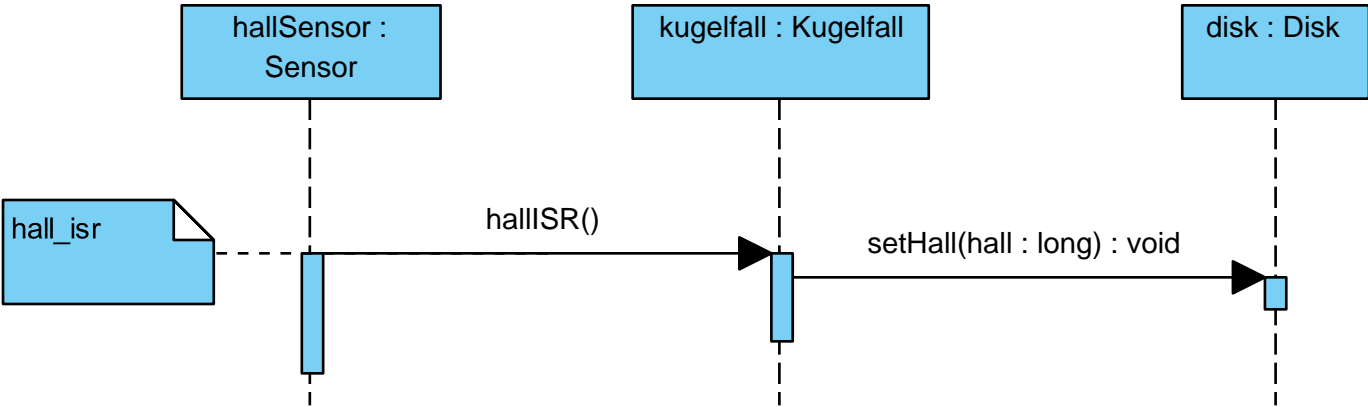 hallSensor :
Sensor
kugelfall : Kugelfall
disk : Disk
hall_isr
hallISR()
setHall(hall : long) : void